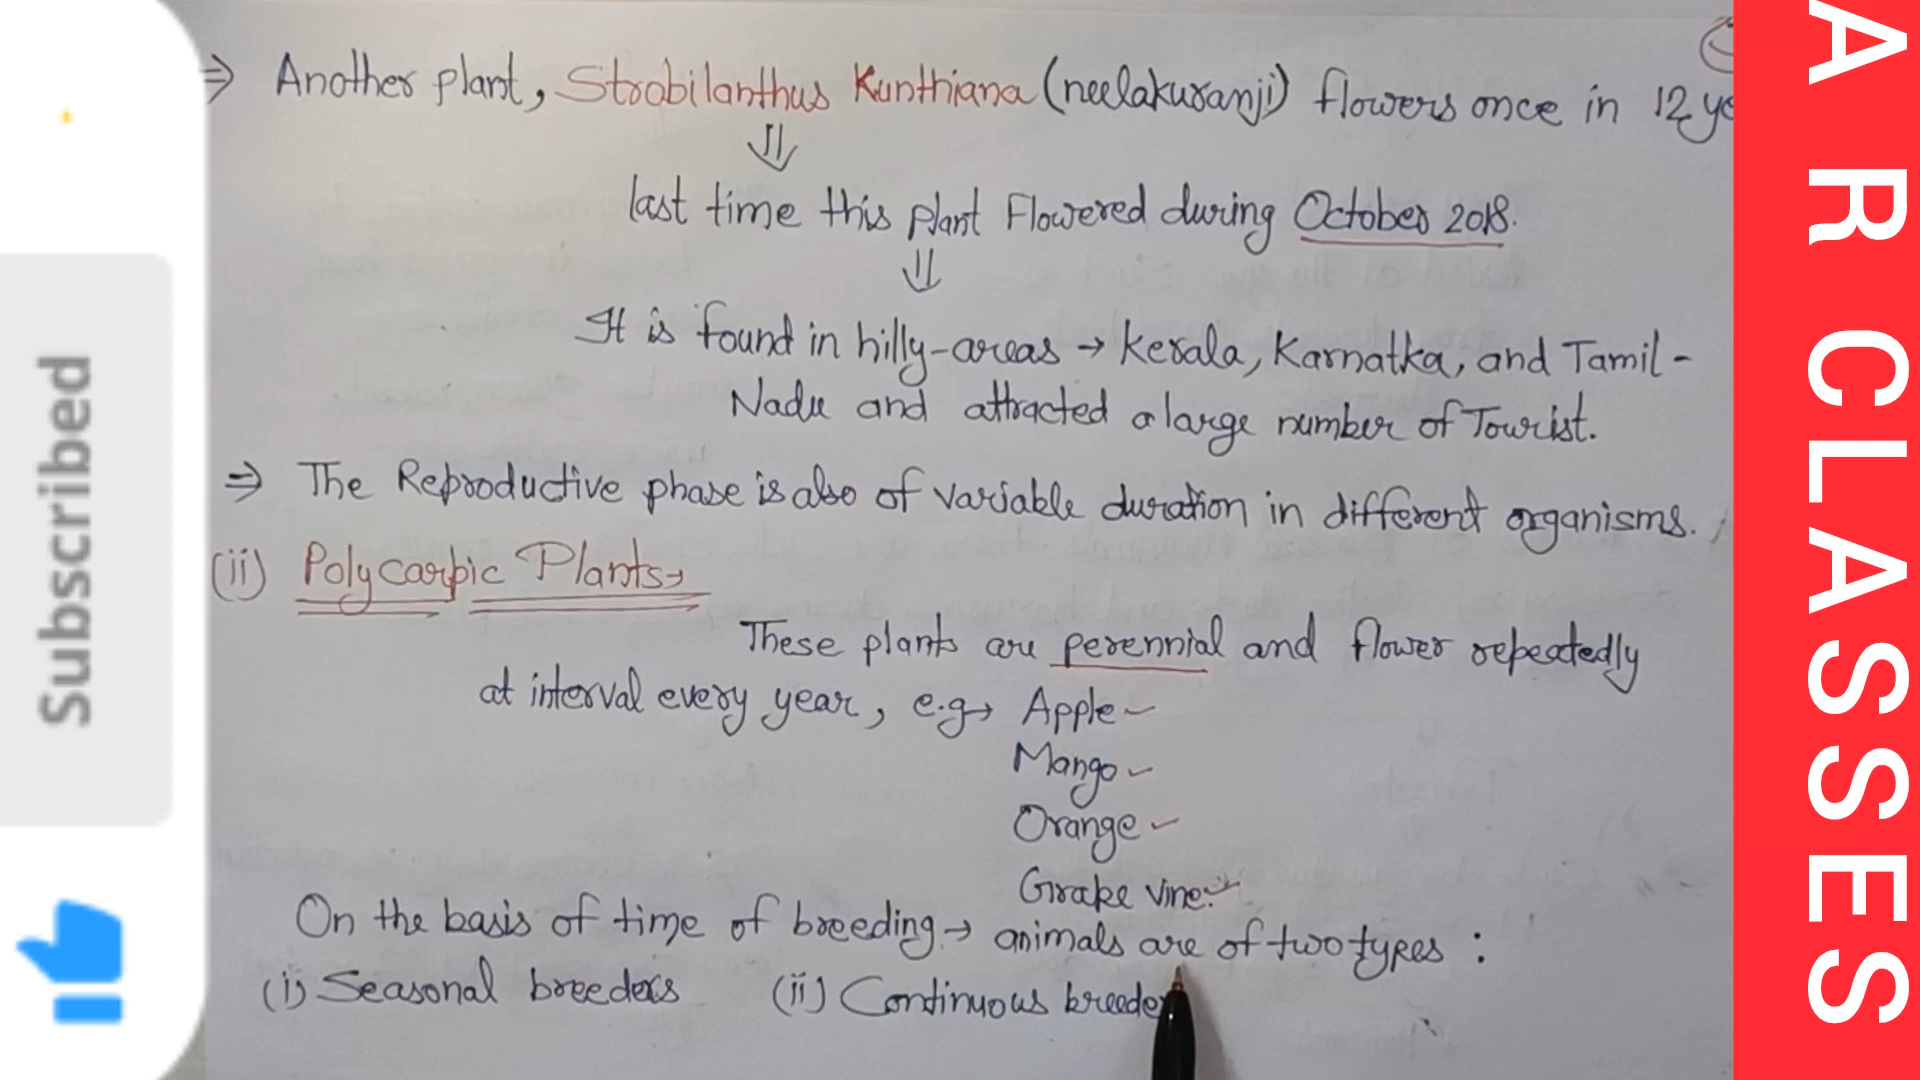 ⇒ Another plant, Strobilanthus Kunthiana (neelakuranji) flowers once in 12 ye
⇓
last time this plant Flowered during October 2018.
⇓
It is found in hilly-areas → Kerala, Karnatka, and Tamil-
Nadu and attracted a large number of Tourist.
⇒ The Reproductive phase is also of variable duration in different organisms.
(ii) Polycarpic Plants→
These plants are perennial and flower repeatedly
at interval every year, e.g→ Apple
Mango
Orange
Grake vine.
On the basis of time of breeding → animals are of two types :
(i) Seasonal breeders (ii) Continuous breeder
Subscribed
A R CLASSES